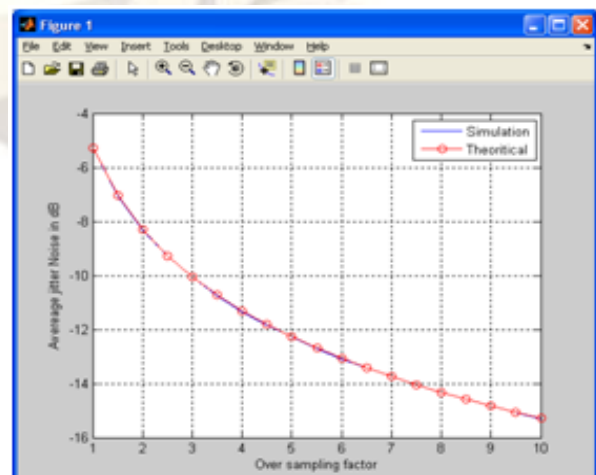 Figure 1
File Edit View Insert Tools Desktop Window Help
-4
-6
-8
-10
-12
-14
-16
Avereage jitter Noise in dB
Simulation
Theoritical
1 2 3 4 5 6 7 8 9 10
Over sampling factor